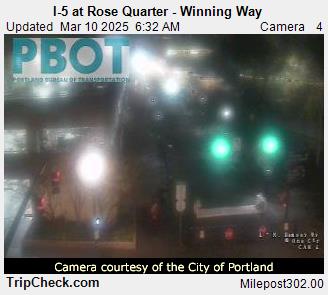 I-5 at Rose Quarter - Winning Way
Updated Mar 10 2025 6:32 AM Camera 4
PBOT
PORTLAND BUREAU OF TRANSPORTATION
Camera courtesy of the City of Portland
TripCheck.com Milepost302.00